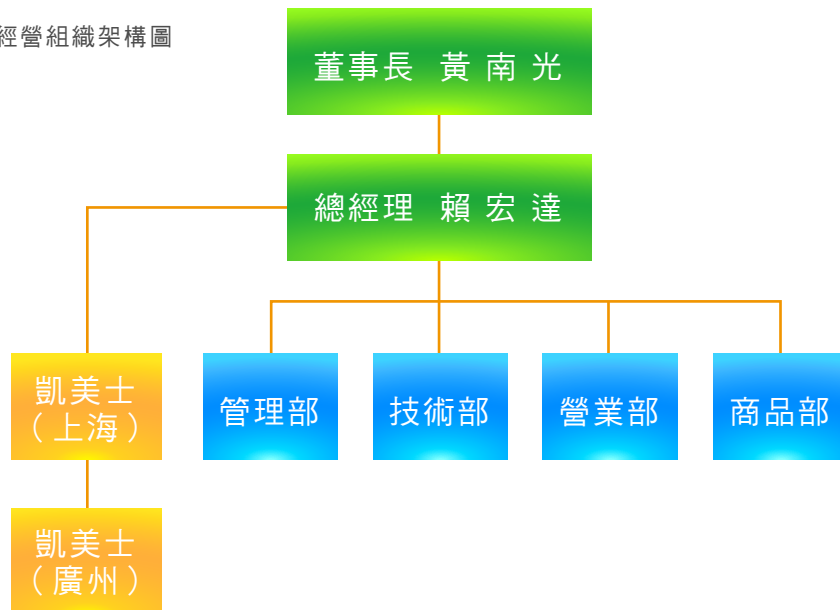 經營組織架構圖
董事長 黃南光
總經理 賴宏達
凱美士
（上海）
管理部
技術部
營業部
商品部
凱美士
（廣州）